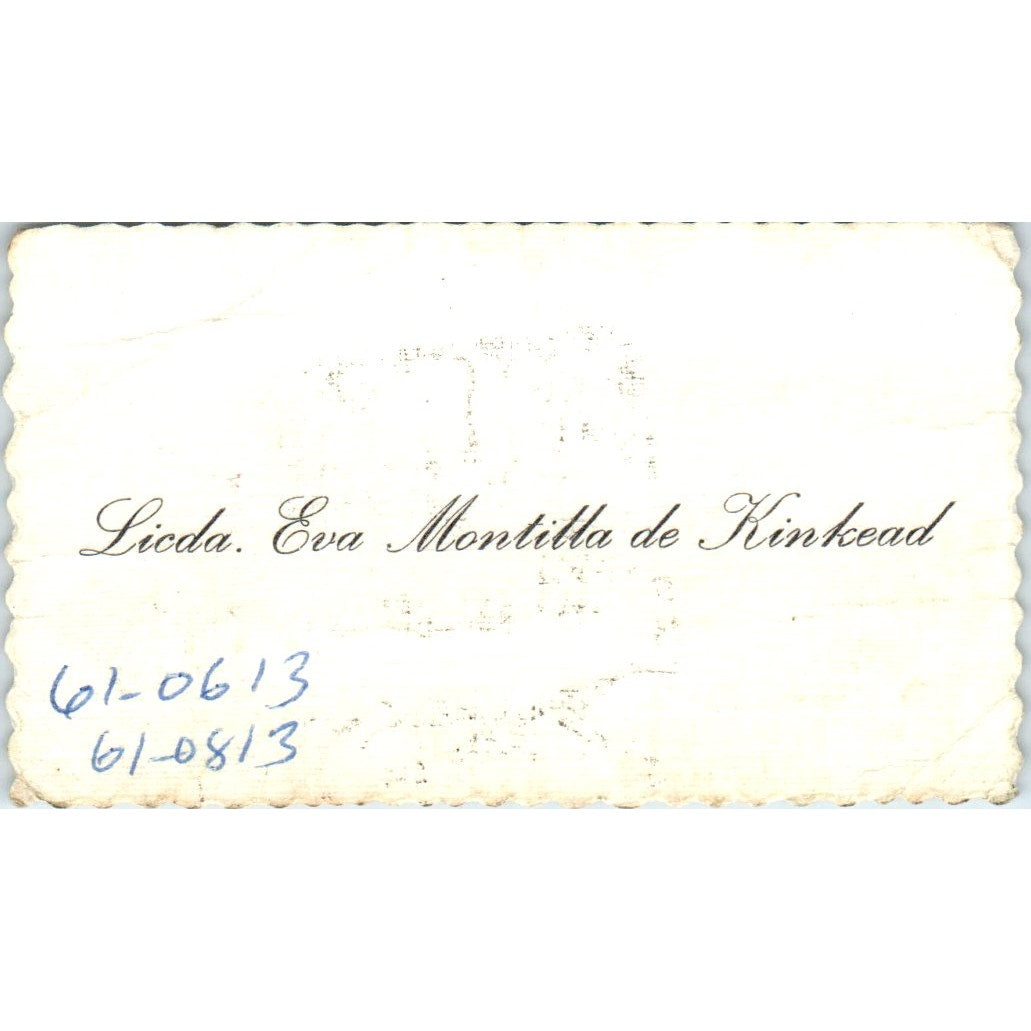 Licda. Eva Montilla de Kinkead
61-0613
61-0813